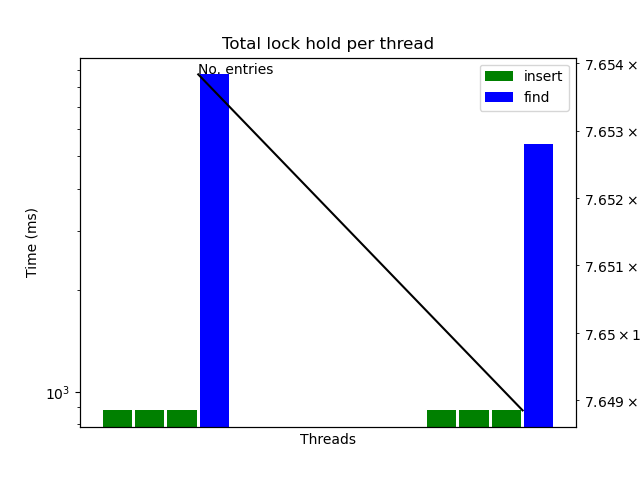 Total lock hold per thread
No. entries
insert
find
Time (ms)
10³
Threads
7.654 ×
7.653 ×
7.652 ×
7.651 ×
7.65 × 1
7.649 ×